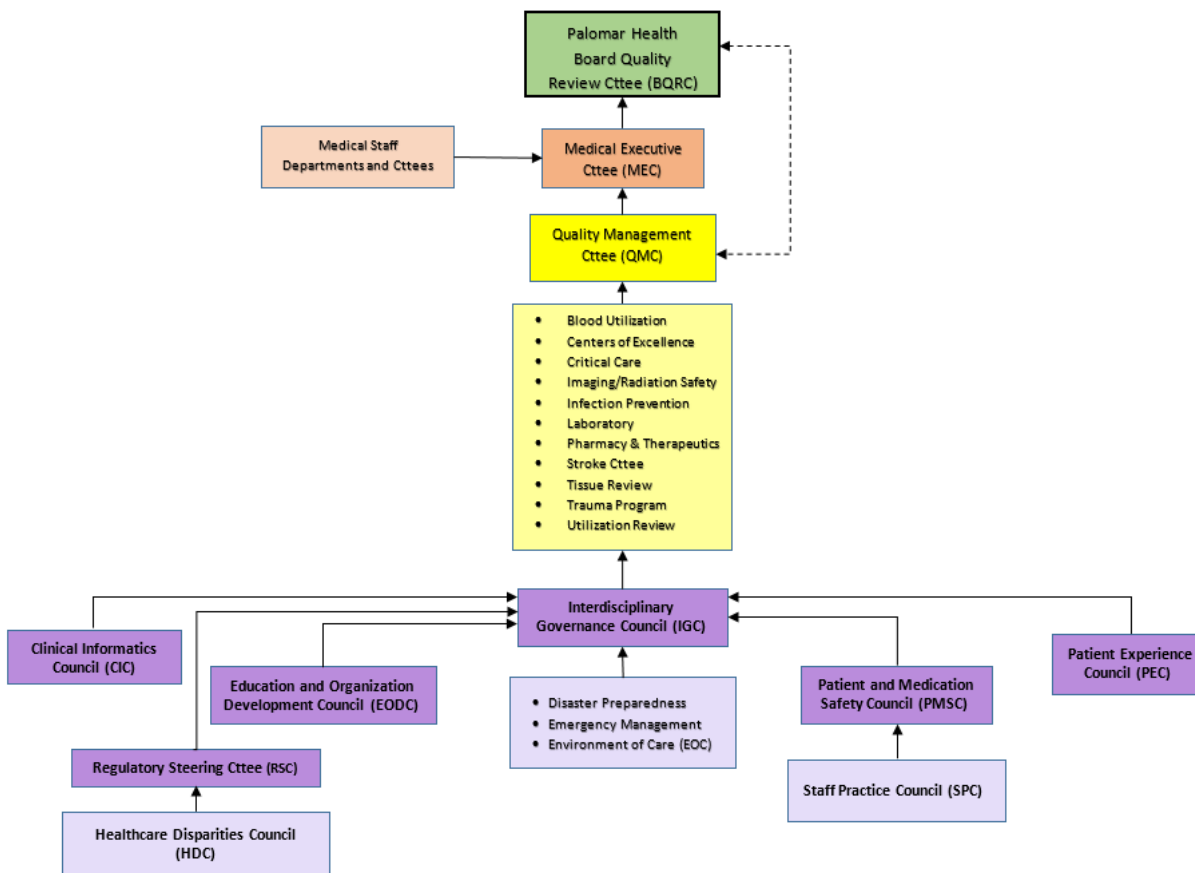 Palomar Health
Board Quality
Review Cttee (BQRC)
Medical Staff
Departments and Cttees
Medical Executive
Cttee (MEC)
Quality Management
Cttee (QMC)
• Blood Utilization
• Centers of Excellence
• Critical Care
• Imaging/Radiation Safety
• Infection Prevention
• Laboratory
• Pharmacy & Therapeutics
• Stroke Cttee
• Tissue Review
• Trauma Program
• Utilization Review
Interdisciplinary
Governance Council (IGC)
Clinical Informatics
Council (CIC)
Education and Organization
Development Council (EODC)
• Disaster Preparedness
• Emergency Management
• Environment of Care (EOC)
Patient and Medication
Safety Council (PMSC)
Patient Experience
Council (PEC)
Regulatory Steering Cttee (RSC)
Staff Practice Council (SPC)
Healthcare Disparities Council
(HDC)